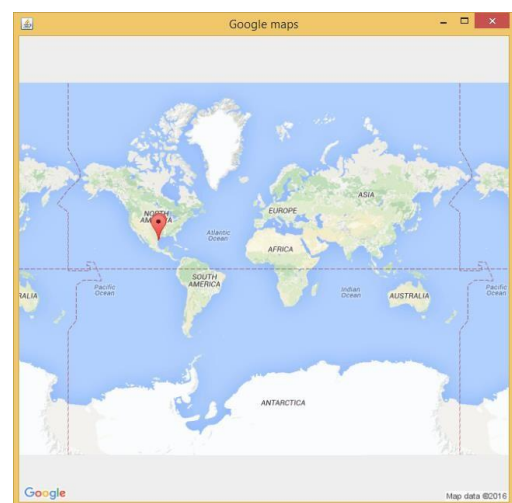 Google maps
ASIA
NORTH
AMERICA
EUROPE
Atlantic
Ocean
AFRICA
SOUTH
AMERICA
Pacific
Ocean
Indian
Ocean
RALIA
AUSTRALIA
Pacific
Ocean
ANTARCTICA
Google
Map data ©2016